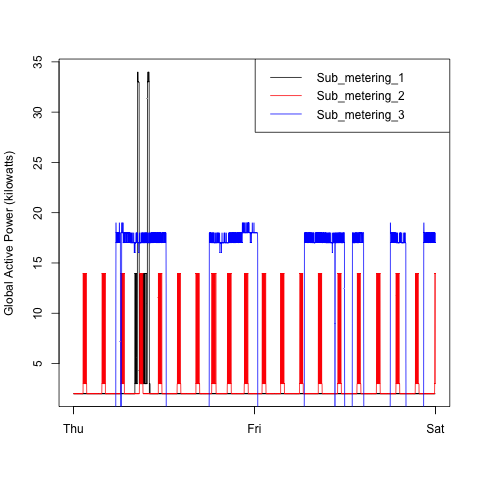 Sub_metering_1
Sub_metering_2
Sub_metering_3
Global Active Power (kilowatts)
35
30
25
20
15
10
5
Thu Fri Sat